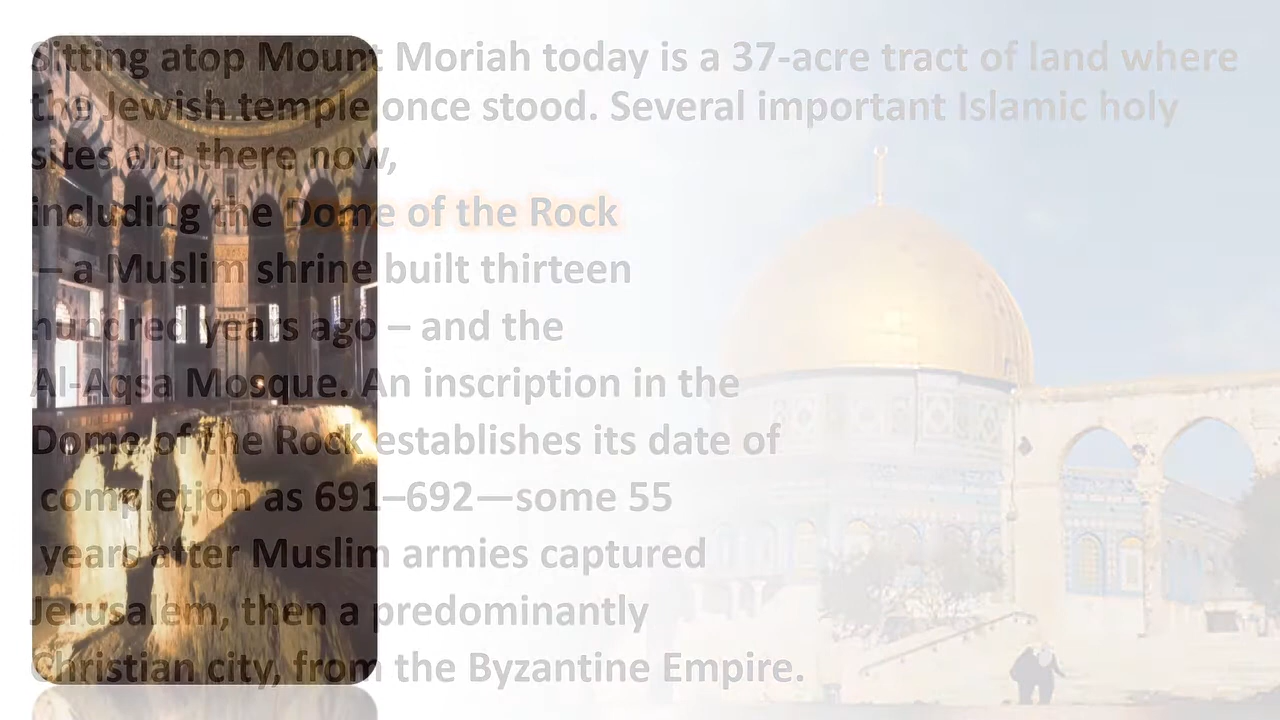 Sitting atop Mount Moriah today is a 37-acre tract of land where
the Jewish temple once stood. Several important Islamic holy
sites are there now,
including the Dome of the Rock
– a Muslim shrine built thirteen
hundred years ago – and the
Al-Aqsa Mosque. An inscription in the
Dome of the Rock establishes its date of
completion as 691–692—some 55
years after Muslim armies captured
Jerusalem, then a predominantly
Christian city, from the Byzantine Empire.